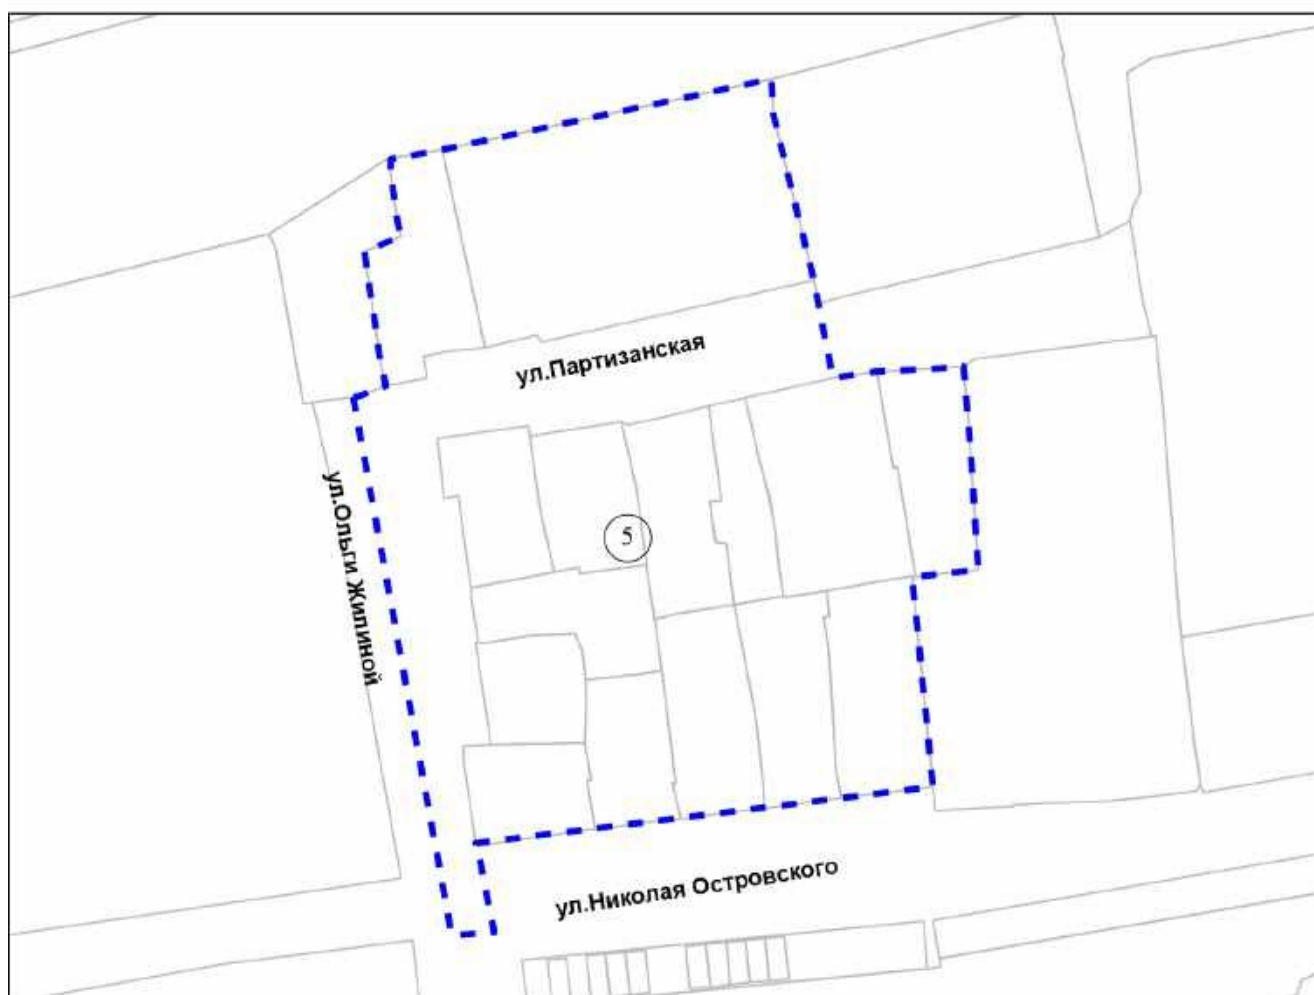 ул.Партизанская
ул.Ольги Жилиной
5
ул.Николая Островского